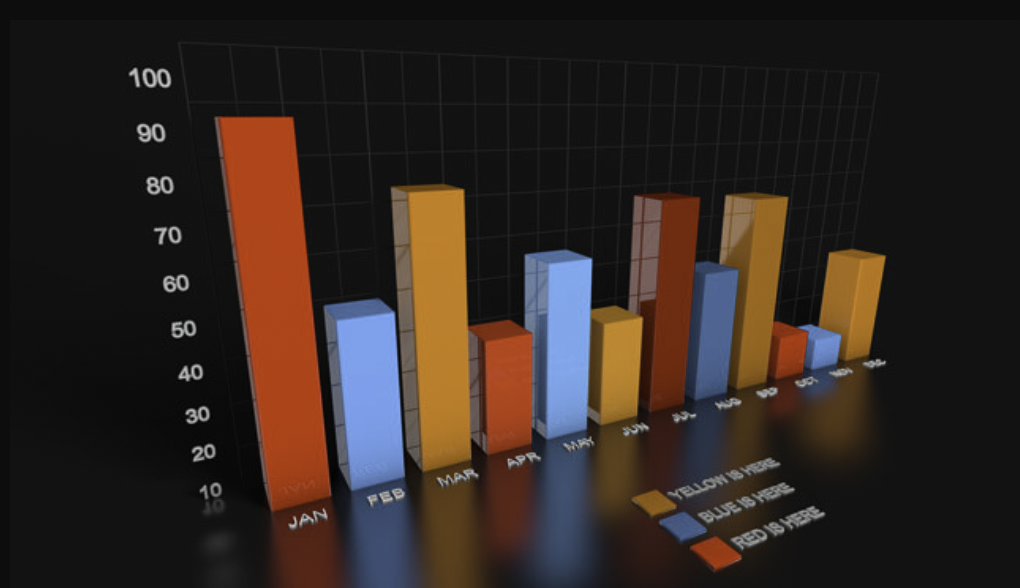 100
90
80
70
60
50
40
30
20
10
JAN
FEB
MAR
APR
MAY
JUN
JUL
AUG
SEP
OCT
NOV
DEC
YELLOW IS HERE
BLUE IS HERE
RED IS HERE